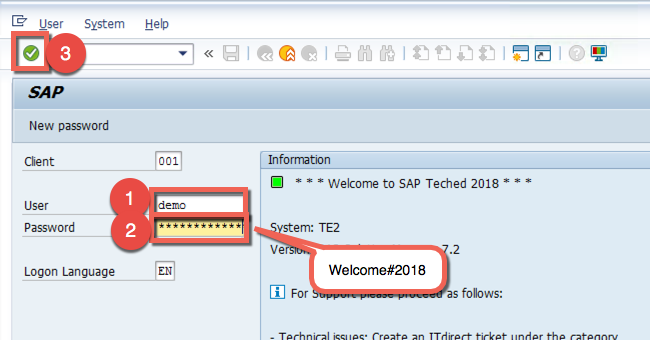 User System Help
3
SAP
New password
Client 001
Information
* * * Welcome to SAP Teched 2018 * * *
1
User demo
2
Password ***********
System: TE2
Version 7.2
Welcome#2018
Logon Language EN
For Support please proceed as follows:
- Technical issues: Create an ITdirect ticket under the category